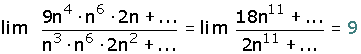 lim (9n⁴ · n⁶ · 2n + ...)/(n³ · n⁶ · 2n² + ...) = lim (18n¹¹ + ...)/(2n¹¹ + ...) = 9